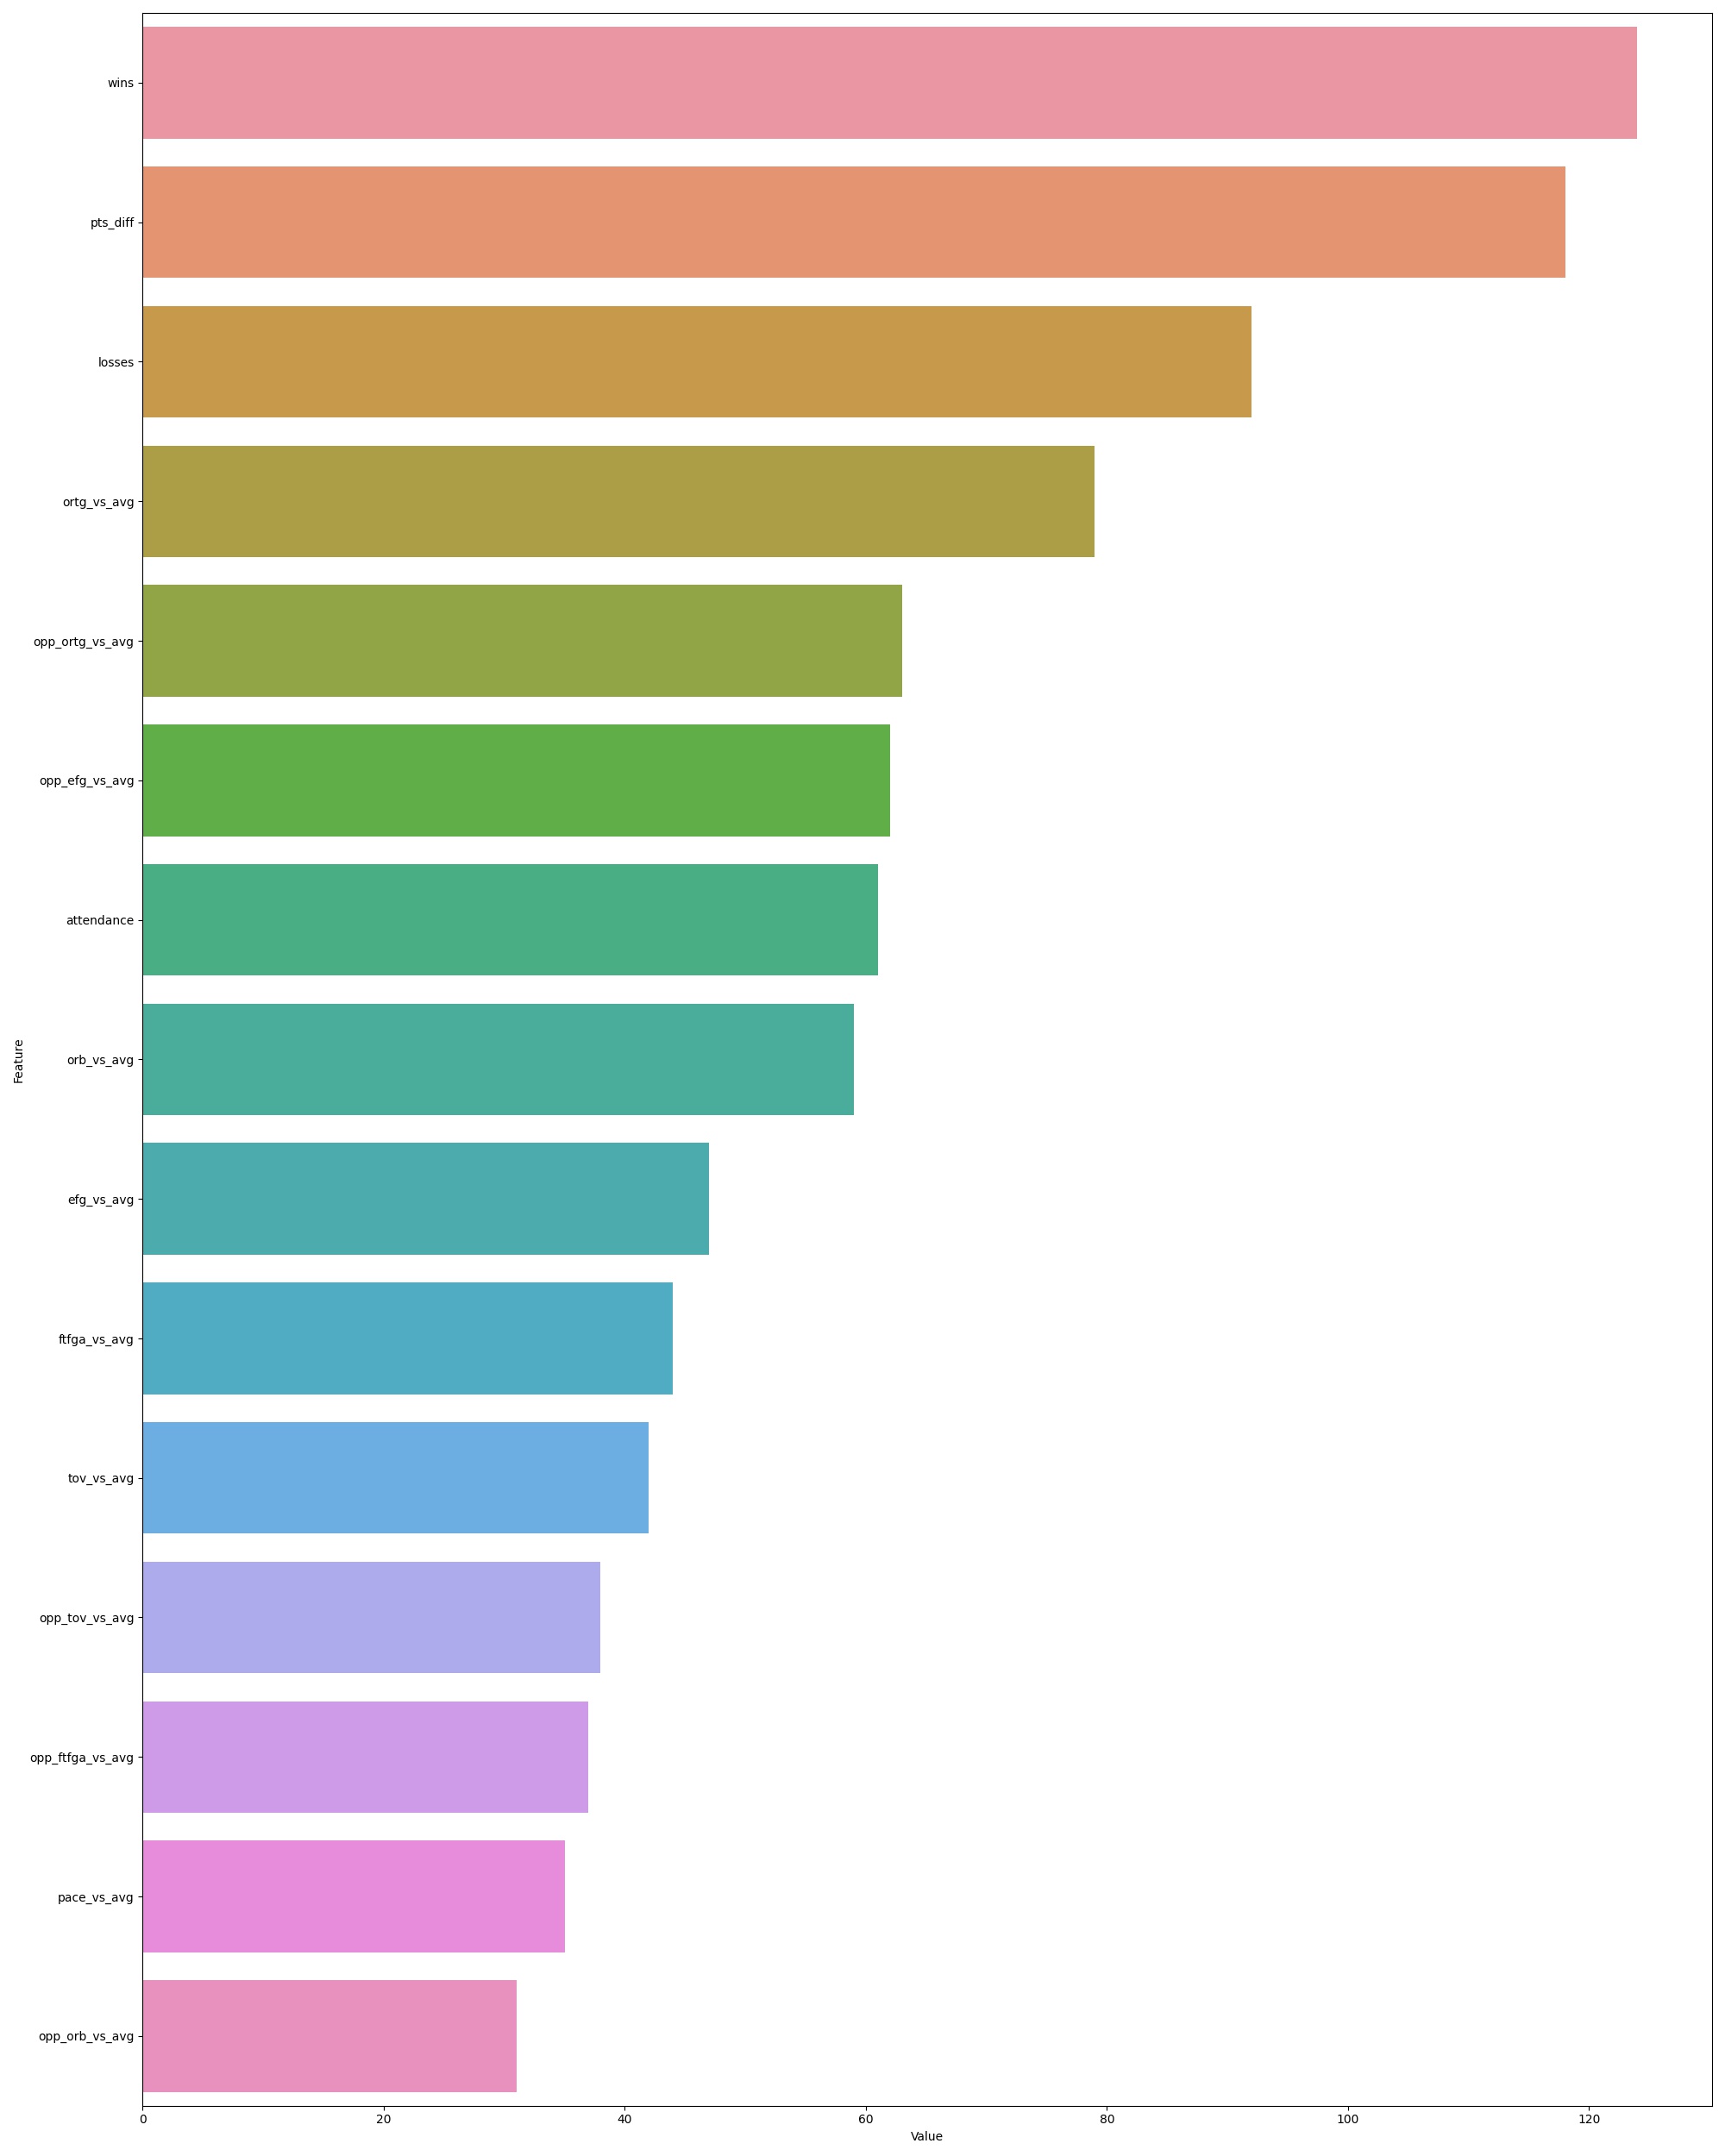 wins
pts_diff
losses
ortg_vs_avg
opp_ortg_vs_avg
opp_efg_vs_avg
attendance
orb_vs_avg
efg_vs_avg
ftfga_vs_avg
tov_vs_avg
opp_tov_vs_avg
opp_ftfga_vs_avg
pace_vs_avg
opp_orb_vs_avg
Feature
0 20 40 60 80 100 120
Value